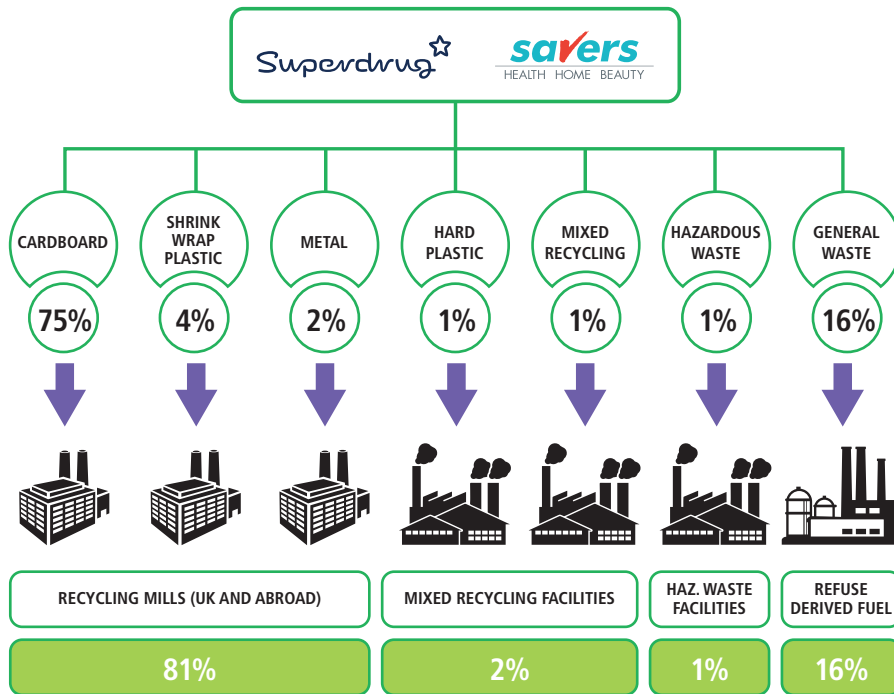 Superdrug
savers
HEALTH HOME BEAUTY
CARDBOARD
75%
SHRINK
WRAP
PLASTIC
4%
METAL
2%
HARD
PLASTIC
1%
MIXED
RECYCLING
1%
HAZARDOUS
WASTE
1%
GENERAL
WASTE
16%
RECYCLING MILLS (UK AND ABROAD)
81%
MIXED RECYCLING FACILITIES
2%
HAZ. WASTE
FACILITIES
1%
REFUSE
DERIVED FUEL
16%